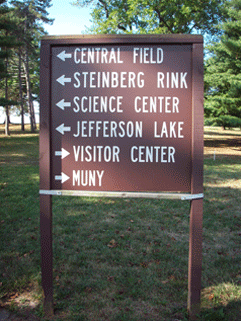 ← CENTRAL FIELD
← STEINBERG RINK
← SCIENCE CENTER
← JEFFERSON LAKE
→ VISITOR CENTER
→ MUNY